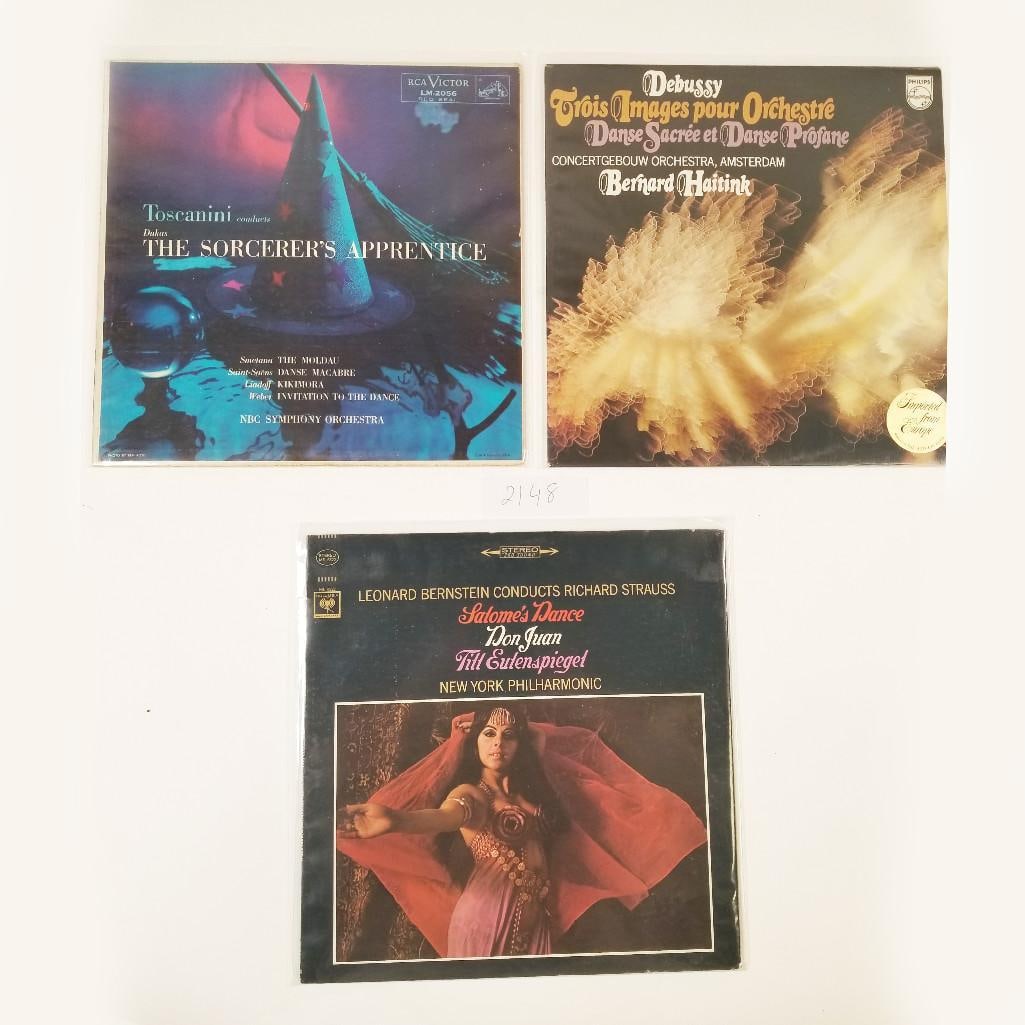 RCA VICTOR
LM-2056
Toscanini conducts
Dukas
THE SORCERER'S APPRENTICE
Smetana THE MOLDAU
Saint-Saëns DANSE MACABRE
Liadoff KIKIMORA
Weber INVITATION TO THE DANCE
NBC SYMPHONY ORCHESTRA
Debussy
Trois Images pour Orchestre
Danse Sacrée et Danse Profane
CONCERTGEBOUW ORCHESTRA, AMSTERDAM
Bernard Haitink
PHILIPS
Imported
from
Europe
2148
STEREO
STEREO
LEONARD BERNSTEIN CONDUCTS RICHARD STRAUSS
Salome's Dance
Don Juan
Till Eulenspiegel
NEW YORK PHILHARMONIC